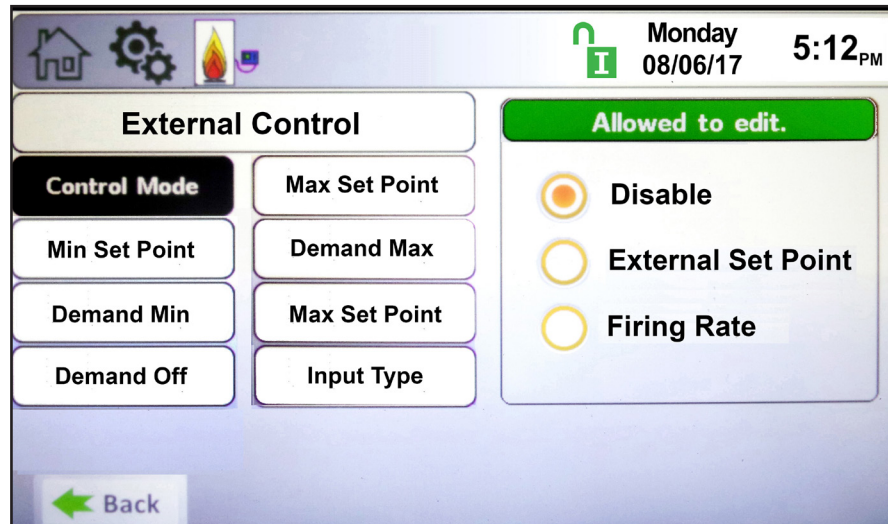 Monday
08/06/17
5:12PM
I
External Control
Allowed to edit.
Control Mode
Max Set Point
Min Set Point
Demand Max
Demand Min
Max Set Point
Demand Off
Input Type
Disable
External Set Point
Firing Rate
Back